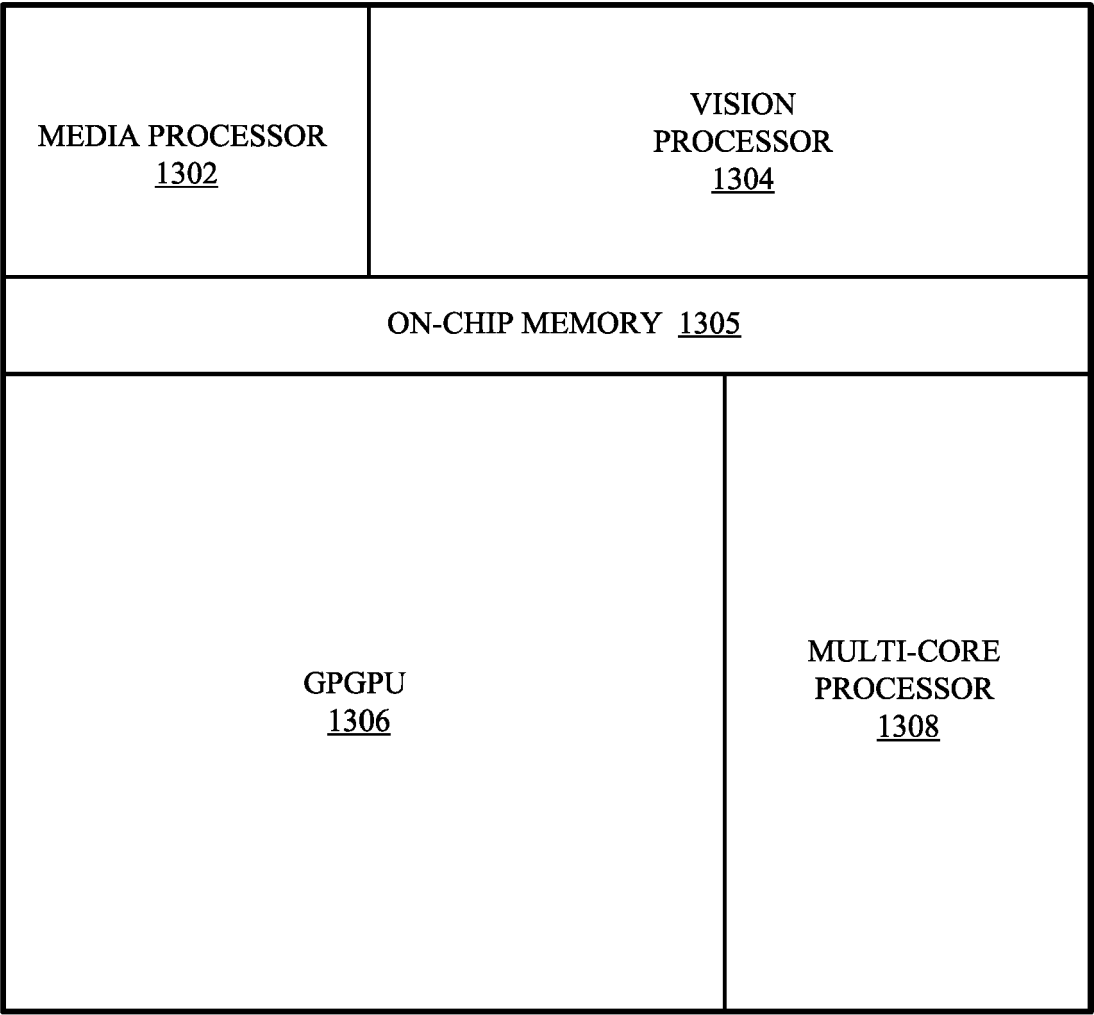 MEDIA PROCESSOR
1302
VISION
PROCESSOR
1304
ON-CHIP MEMORY 1305
GPGPU
1306
MULTI-CORE
PROCESSOR
1308